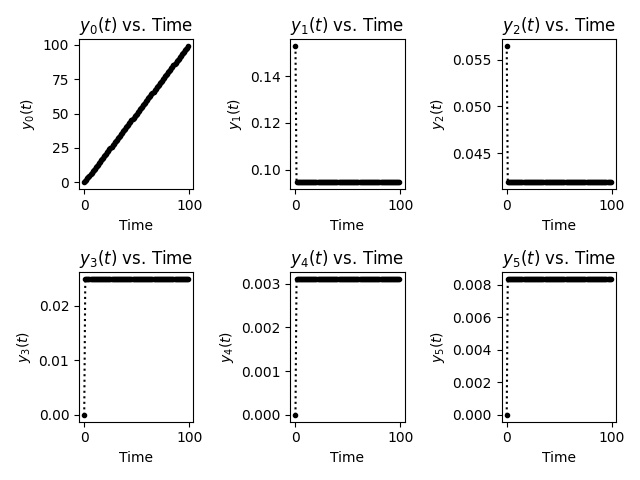 y₀(t) vs. Time
y₁(t) vs. Time
y₂(t) vs. Time
100
75
50
25
0
y₀(t)
0
100
Time
0.14
0.12
0.10
y₁(t)
0
100
Time
0.055
0.050
0.045
y₂(t)
0
100
Time
y₃(t) vs. Time
y₄(t) vs. Time
y₅(t) vs. Time
0.02
0.01
0.00
y₃(t)
0
100
Time
0.003
0.002
0.001
0.000
y₄(t)
0
100
Time
0.008
0.006
0.004
0.002
0.000
y₅(t)
0
100
Time